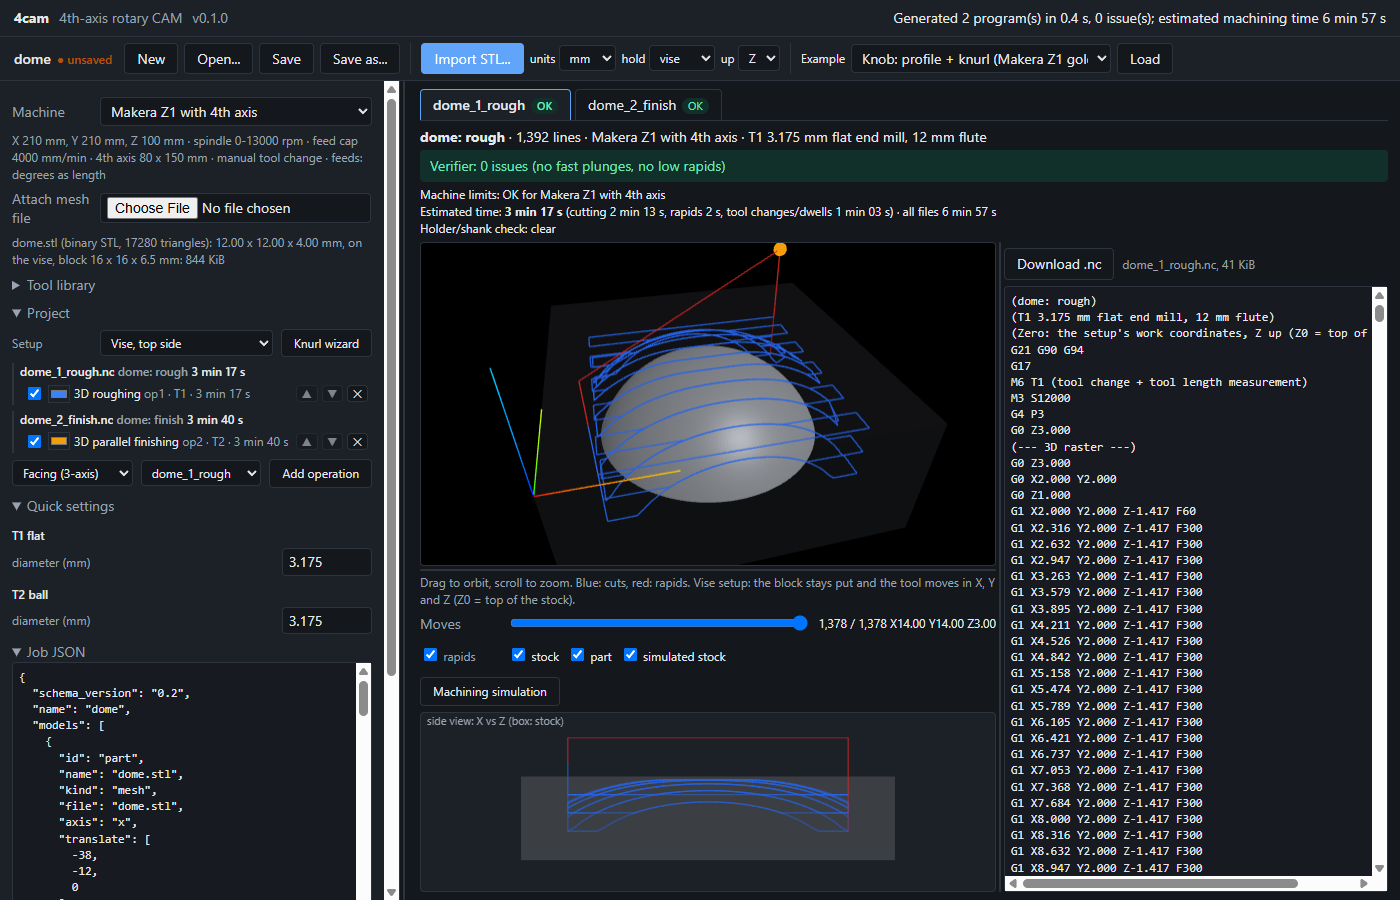 4cam 4th-axis rotary CAM v0.1.0
Generated 2 program(s) in 0.4 s, 0 issue(s); estimated machining time 6 min 57 s
dome ● unsaved New Open... Save Save as... Import STL... units mm hold vise up Z Example Knob: profile + knurl (Makera Z1 gol Load
Machine Makera Z1 with 4th axis
X 210 mm, Y 210 mm, Z 100 mm · spindle 0-13000 rpm · feed cap
4000 mm/min · 4th axis 80 x 150 mm · manual tool change · feeds:
degrees as length
Attach mesh
file
Choose File No file chosen
dome.stl (binary STL, 17280 triangles): 12.00 x 12.00 x 4.00 mm, on
the vise, block 16 x 16 x 6.5 mm: 844 KiB
▶ Tool library
▼ Project
Setup Vise, top side Knurl wizard
dome_1_rough.nc dome: rough 3 min 17 s
3D roughing op1 · T1 · 3 min 17 s ▲ ▼ ✕
dome_2_finish.nc dome: finish 3 min 40 s
3D parallel finishing op2 · T2 · 3 min 40 s ▲ ▼ ✕
Facing (3-axis) dome_1_rough Add operation
▼ Quick settings
T1 flat
diameter (mm) 3.175
T2 ball
diameter (mm) 3.175
▼ Job JSON
{
"schema_version": "0.2",
"name": "dome",
"models": [
{
"id": "part",
"name": "dome.stl",
"kind": "mesh",
"file": "dome.stl",
"axis": "x",
"translate": [
-38,
-12,
0
dome_1_rough OK dome_2_finish OK
dome: rough · 1,392 lines · Makera Z1 with 4th axis · T1 3.175 mm flat end mill, 12 mm flute
Verifier: 0 issues (no fast plunges, no low rapids)
Machine limits: OK for Makera Z1 with 4th axis
Estimated time: 3 min 17 s (cutting 2 min 13 s, rapids 2 s, tool changes/dwells 1 min 03 s) · all files 6 min 57 s
Holder/shank check: clear
Drag to orbit, scroll to zoom. Blue: cuts, red: rapids. Vise setup: the block stays put and the tool moves in X, Y
and Z (Z0 = top of the stock).
Moves 1,378 / 1,378 X14.00 Y14.00 Z3.00
rapids stock part simulated stock
Machining simulation
side view: X vs Z (box: stock)
Download .nc dome_1_rough.nc, 41 KiB
(dome: rough)
(T1 3.175 mm flat end mill, 12 mm flute)
(Zero: the setup's work coordinates, Z up (Z0 = top of
G21 G90 G94
G17
M6 T1 (tool change + tool length measurement)
M3 S12000
G4 P3
G0 Z3.000
(--- 3D raster ---)
G0 Z3.000
G0 X2.000 Y2.000
G0 Z1.000
G1 X2.000 Y2.000 Z-1.417 F60
G1 X2.316 Y2.000 Z-1.417 F300
G1 X2.632 Y2.000 Z-1.417 F300
G1 X2.947 Y2.000 Z-1.417 F300
G1 X3.263 Y2.000 Z-1.417 F300
G1 X3.579 Y2.000 Z-1.417 F300
G1 X3.895 Y2.000 Z-1.417 F300
G1 X4.211 Y2.000 Z-1.417 F300
G1 X4.526 Y2.000 Z-1.417 F300
G1 X4.842 Y2.000 Z-1.417 F300
G1 X5.158 Y2.000 Z-1.417 F300
G1 X5.474 Y2.000 Z-1.417 F300
G1 X5.789 Y2.000 Z-1.417 F300
G1 X6.105 Y2.000 Z-1.417 F300
G1 X6.421 Y2.000 Z-1.417 F300
G1 X6.737 Y2.000 Z-1.417 F300
G1 X7.053 Y2.000 Z-1.417 F300
G1 X7.368 Y2.000 Z-1.417 F300
G1 X7.684 Y2.000 Z-1.417 F300
G1 X8.000 Y2.000 Z-1.417 F300
G1 X8.316 Y2.000 Z-1.417 F300
G1 X8.632 Y2.000 Z-1.417 F300
G1 X8.947 Y2.000 Z-1.417 F300